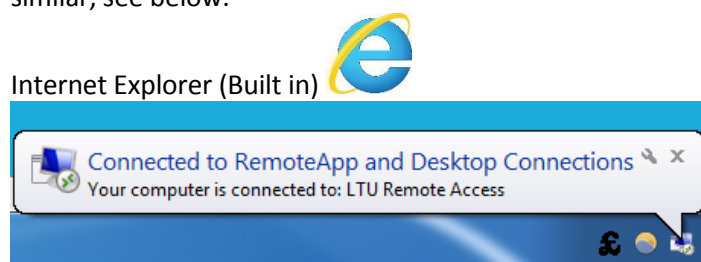 similar, see below.
Internet Explorer (Built in)
Connected to RemoteApp and Desktop Connections
Your computer is connected to: LTU Remote Access
£